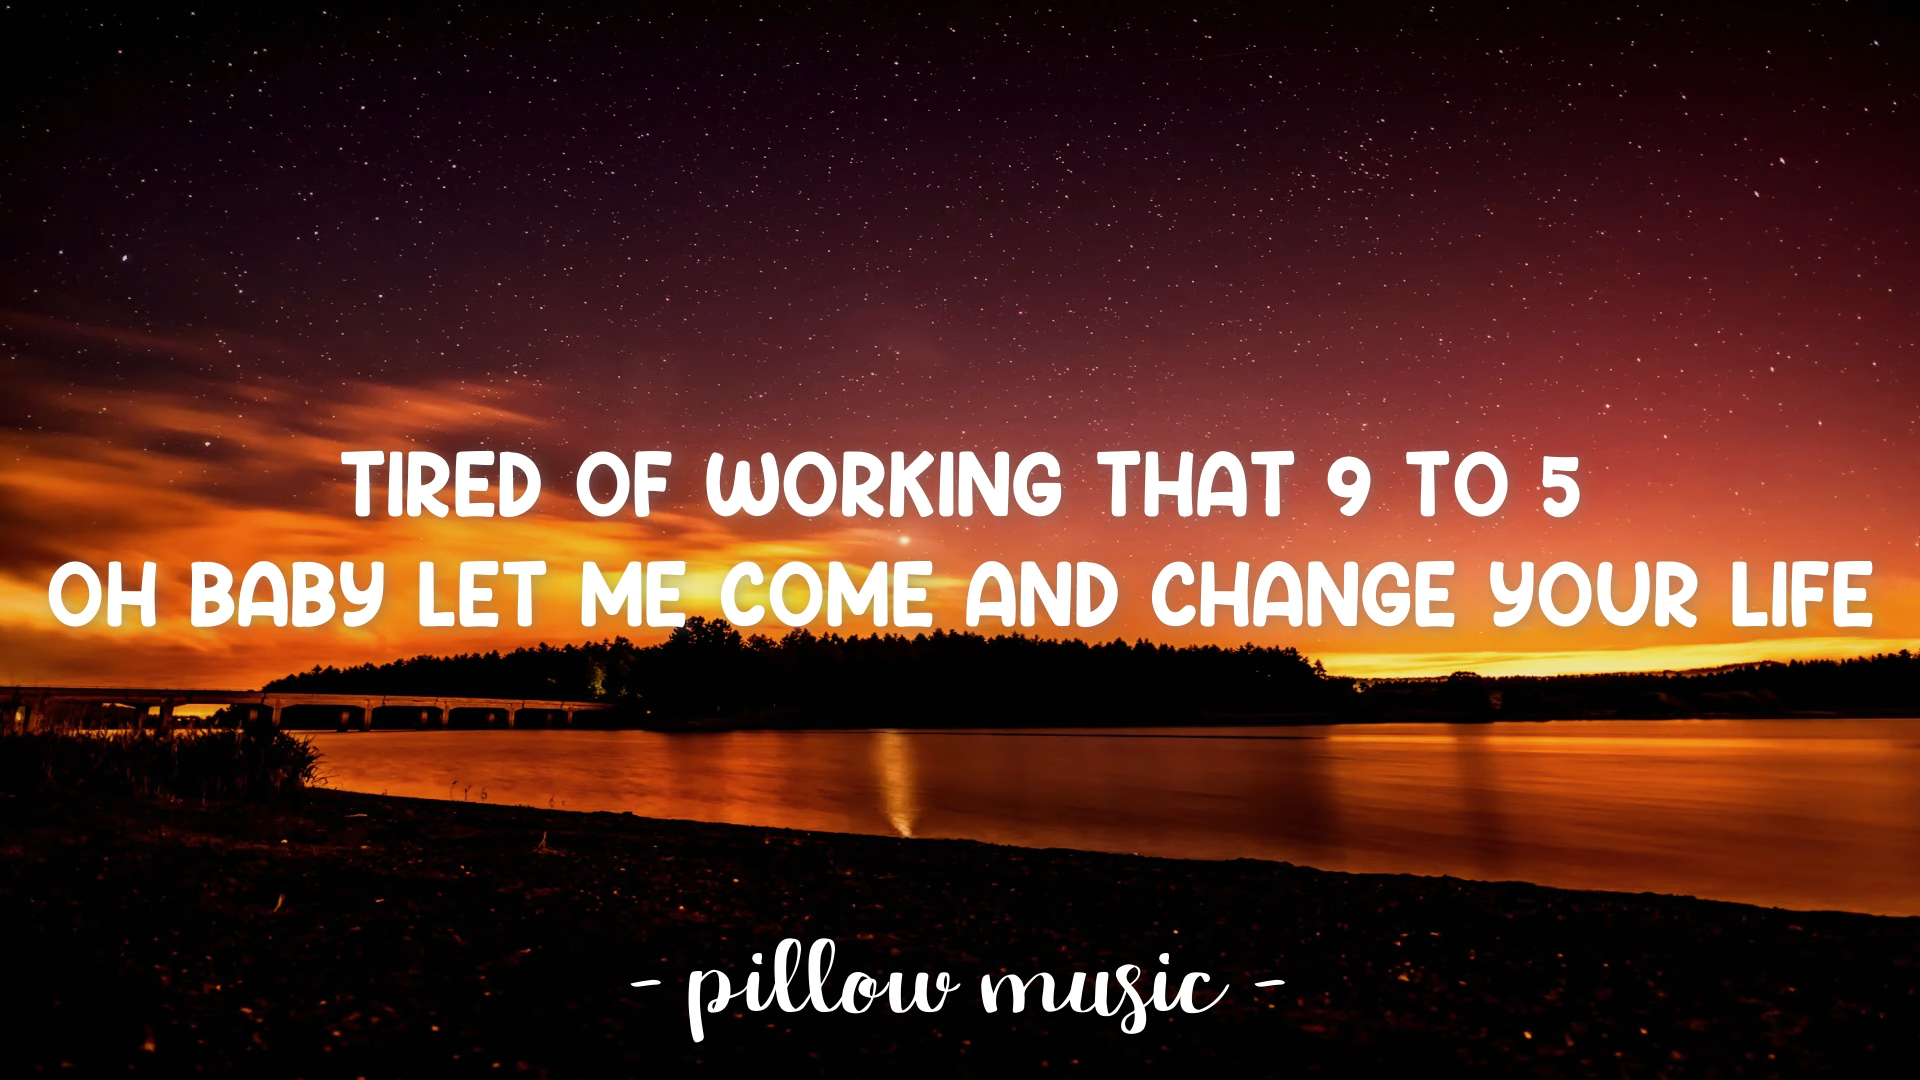 TIRED OF WORKING THAT 9 TO 5
OH BABY LET ME COME AND CHANGE YOUR LIFE
- pillow music -